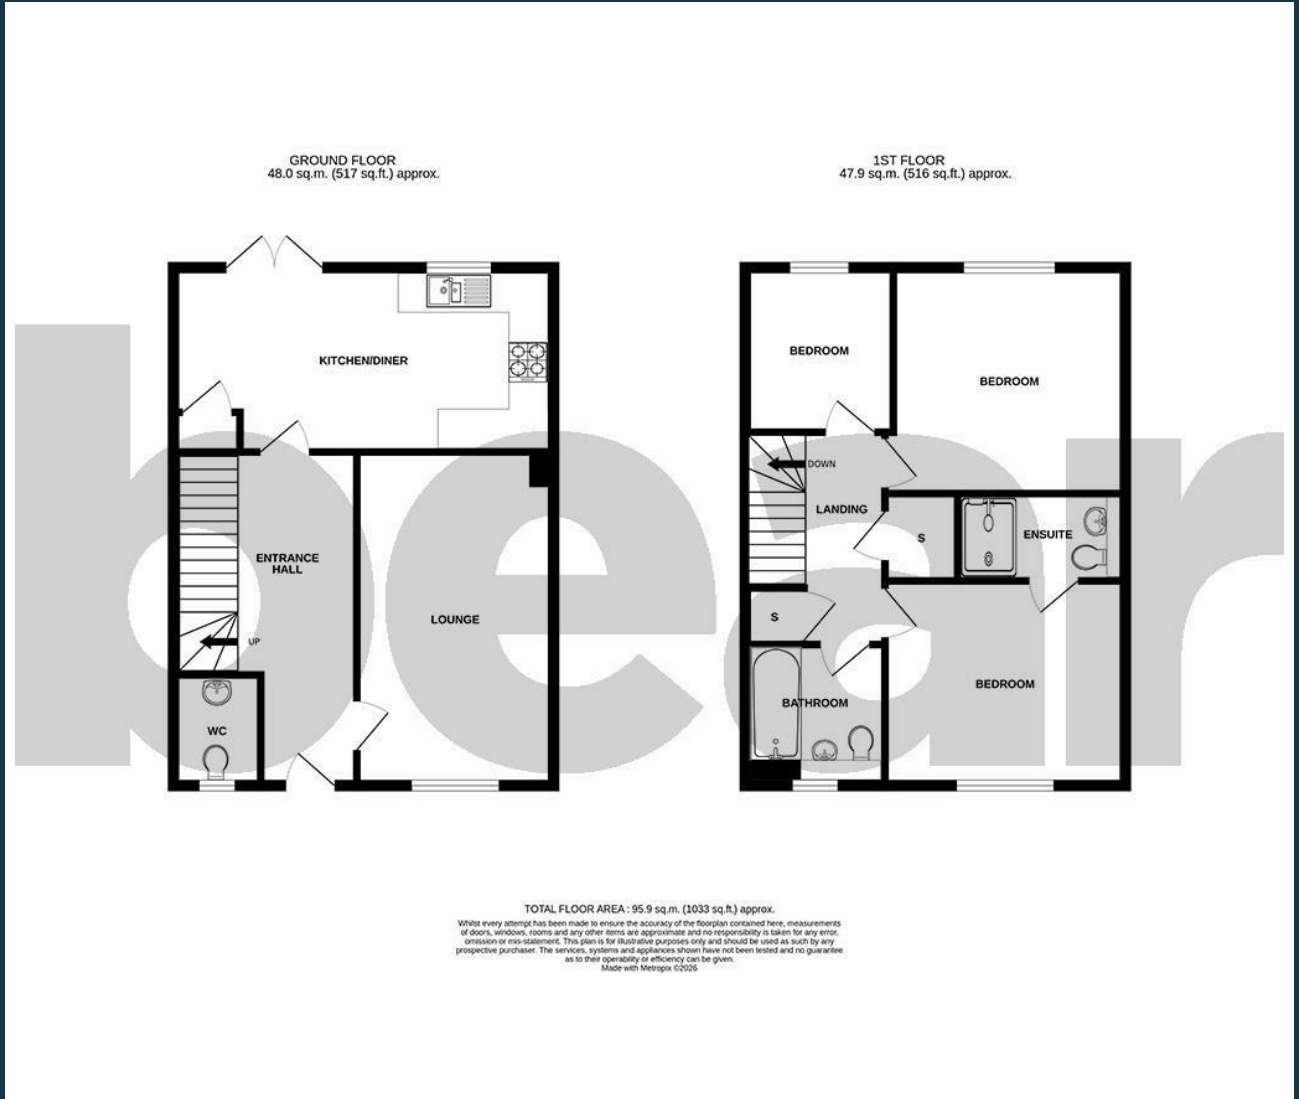 GROUND FLOOR
48.0 sq.m. (517 sq.ft.) approx.
1ST FLOOR
47.9 sq.m. (516 sq.ft.) approx.
KITCHEN/DINER
ENTRANCE
HALL
UP
LOUNGE
WC
BEDROOM
BEDROOM
DOWN
LANDING
S
ENSUITE
S
BATHROOM
BEDROOM
bear
TOTAL FLOOR AREA : 95.9 sq.m. (1033 sq.ft.) approx.
Whilst every attempt has been made to ensure the accuracy of the floorplan contained here, measurements
of doors, windows, rooms and any other items are approximate and no responsibility is taken for any error,
omission or mis-statement. This plan is for illustrative purposes only and should be used as such by any
prospective purchaser. The services, systems and appliances shown have not been tested and no guarantee
as to their operability or efficiency can be given.
Made with Metropix ©2026